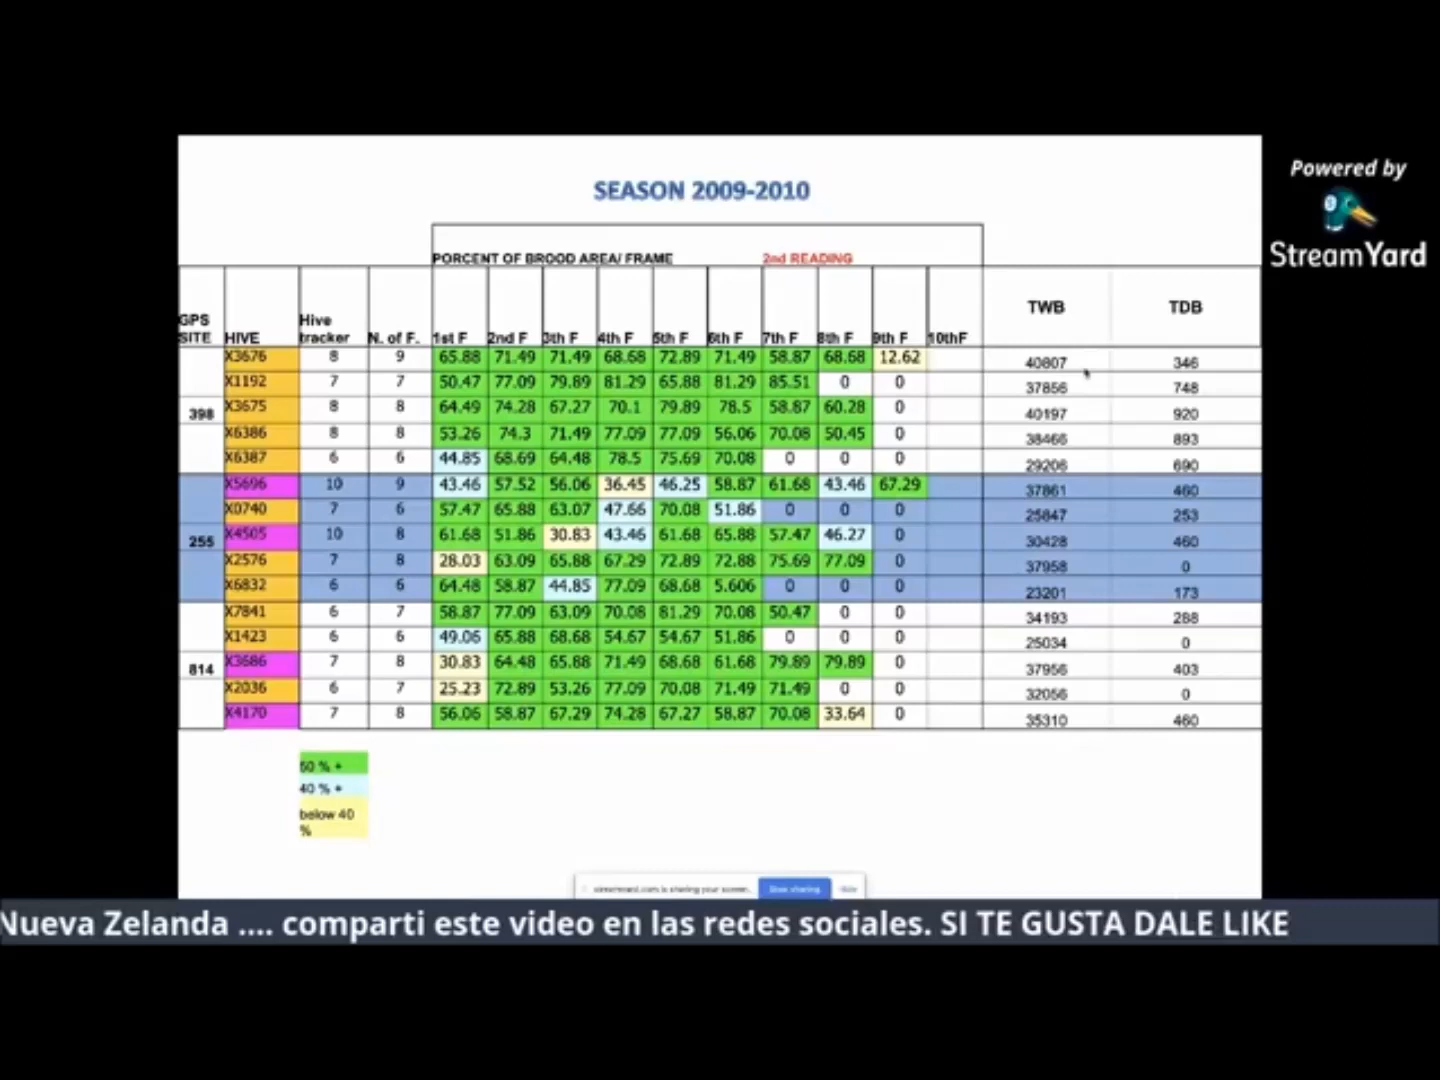 SEASON 2009-2010
Powered by
StreamYard
PORCENT OF BROOD AREA/ FRAME 2nd READING
GPS SITE HIVE Hive tracker N. of F. 1st F 2nd F 3th F 4th F 5th F 6th F 7th F 8th F 9th F 10thF TWB TDB
X3676 8 9 65.88 71.49 71.49 68.68 72.89 71.49 58.87 68.68 12.62 40807 346
X1192 7 7 50.47 77.09 79.89 81.29 65.88 81.29 85.51 0 0 37856 748
398 X3675 8 8 64.49 74.28 67.27 70.1 79.89 78.5 58.87 60.28 0 40197 920
X6386 8 8 53.26 74.3 71.49 77.09 77.09 56.06 70.08 50.45 0 38466 893
X6387 6 6 44.85 68.69 64.48 78.5 75.69 70.08 0 0 0 29206 690
X5696 10 9 43.46 57.52 56.06 36.45 46.25 58.87 61.68 43.46 67.29 37861 460
X0740 7 6 57.47 65.88 63.07 47.66 70.08 51.86 0 0 0 25847 253
255 X4505 10 8 61.68 51.86 30.83 43.46 61.68 65.88 57.47 46.27 0 30428 460
X2576 7 8 28.03 63.09 65.88 67.29 72.89 72.88 75.69 77.09 0 37958 0
X6832 6 6 64.48 58.87 44.85 77.09 68.68 5.606 0 0 0 23201 173
X7841 6 7 58.87 77.09 63.09 70.08 81.29 70.08 50.47 0 0 34193 288
X1423 6 6 49.06 65.88 68.68 54.67 54.67 51.86 0 0 0 25034 0
814 X3686 7 8 30.83 64.48 65.88 71.49 68.68 61.68 79.89 79.89 0 37956 403
X2036 6 7 25.23 72.89 53.26 77.09 70.08 71.49 71.49 0 0 32056 0
X4170 7 8 56.06 58.87 67.29 74.28 67.27 58.87 70.08 33.64 0 35310 460
50 % +
40 % +
below 40
%
streamyard.com is sharing your screen. Stop sharing Hide
Nueva Zelanda .... comparti este video en las redes sociales. SI TE GUSTA DALE LIKE